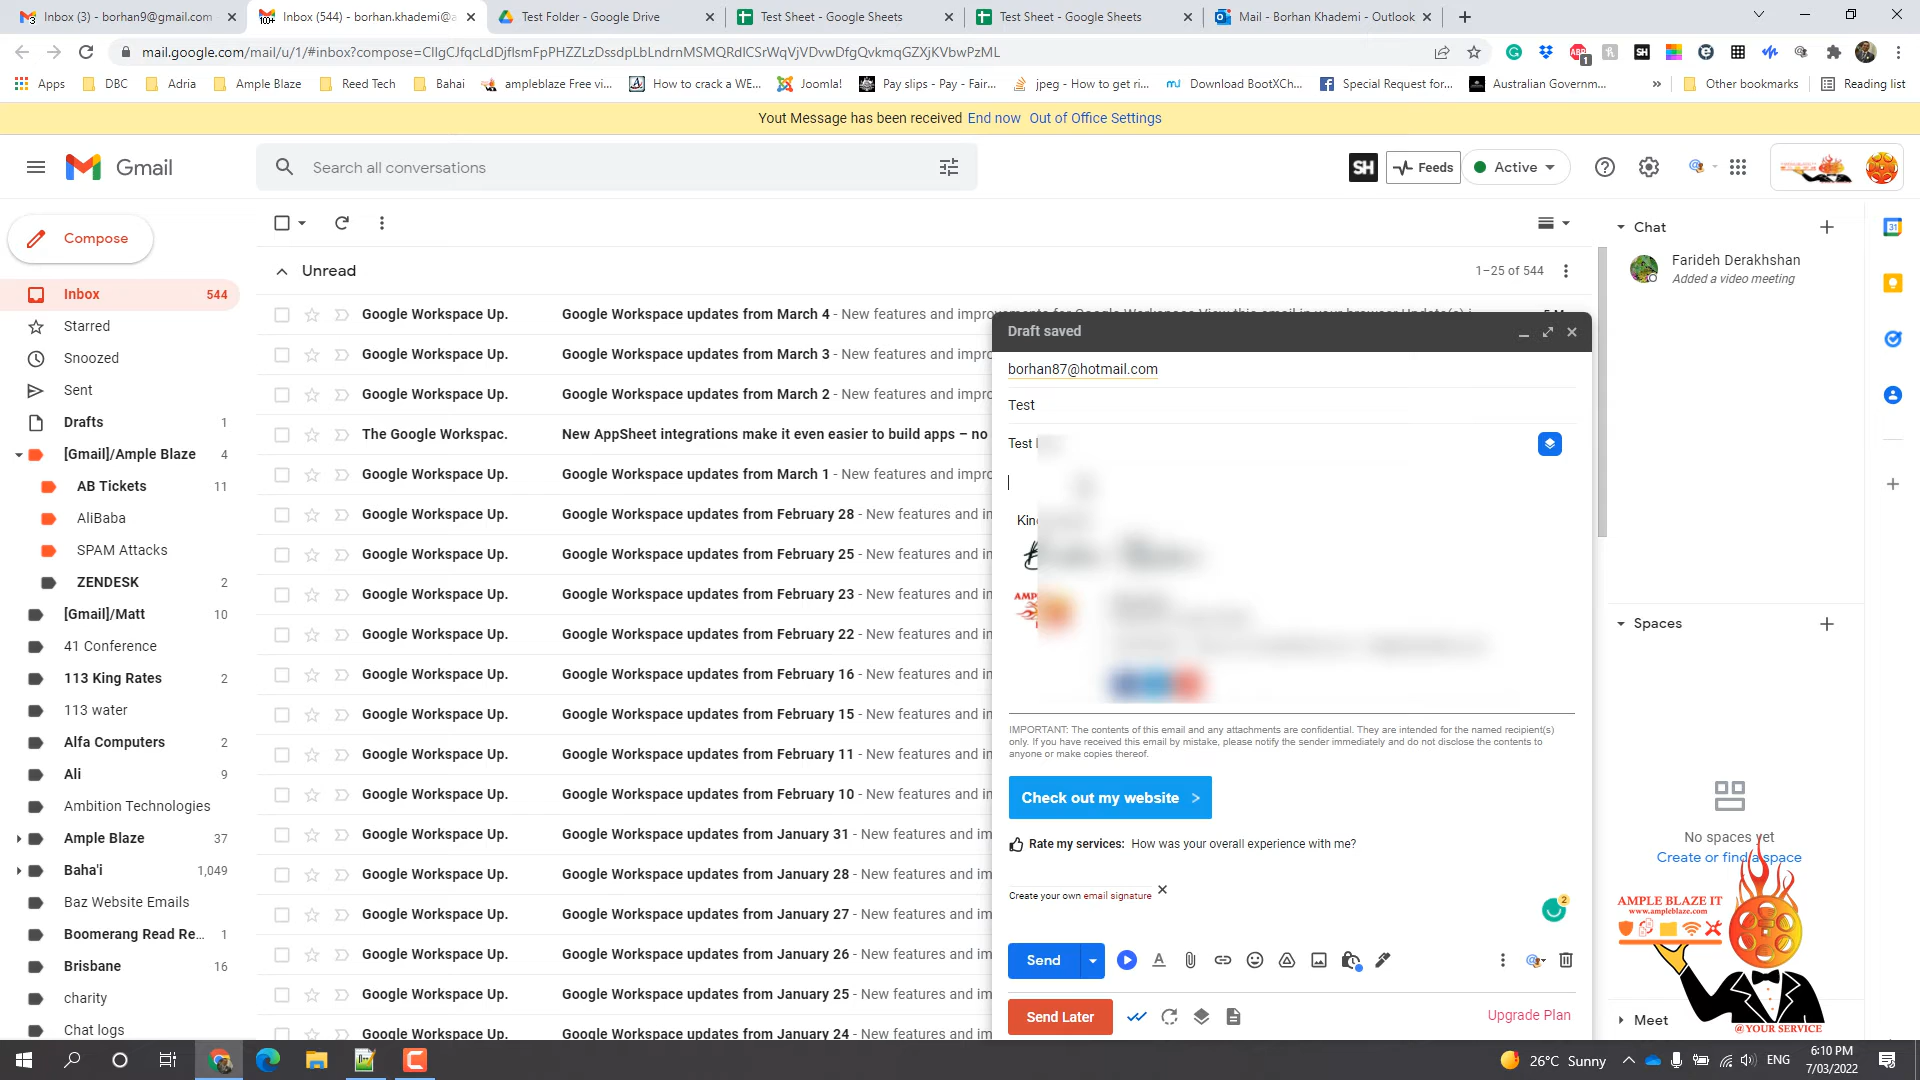 Inbox (3) - borhan9@gmail.com
Inbox (544) - borhan.khademi@a
Test Folder - Google Drive
Test Sheet - Google Sheets
Test Sheet - Google Sheets
Mail - Borhan Khademi - Outlook
mail.google.com/mail/u/1/#inbox?compose=CllgCJfqcLdDjflsmFpPHZZLzDssdpLbLndrnMSMQRdlCSrWqVjVDvwDfgQvkmqGZXjKVbwPzML
Apps DBC Adria Ample Blaze Reed Tech Bahai ampleblaze Free vi... How to crack a WE... Joomla! Pay slips - Pay - Fair... jpeg - How to get ri... Download BootXCh... Special Request for... Australian Governm... Other bookmarks Reading list
Yout Message has been received End now Out of Office Settings
Gmail
Search all conversations
SH Feeds Active
Compose
Inbox 544
Starred
Snoozed
Sent
Drafts 1
[Gmail]/Ample Blaze 4
AB Tickets 11
AliBaba
SPAM Attacks
ZENDESK 2
[Gmail]/Matt 10
41 Conference
113 King Rates 2
113 water
Alfa Computers 2
Ali 9
Ambition Technologies
Ample Blaze 37
Baha'i 1,049
Baz Website Emails
Boomerang Read Re... 1
Brisbane 16
charity
Chat logs
Unread 1–25 of 544
Google Workspace Up. Google Workspace updates from March 4 - New features and improvements for Google Workspace View this email in your browser Update(s) i
Google Workspace Up. Google Workspace updates from March 3 - New features and impro
Google Workspace Up. Google Workspace updates from March 2 - New features and impro
The Google Workspac. New AppSheet integrations make it even easier to build apps – no
Google Workspace Up. Google Workspace updates from March 1 - New features and impro
Google Workspace Up. Google Workspace updates from February 28 - New features and in
Google Workspace Up. Google Workspace updates from February 25 - New features and in
Google Workspace Up. Google Workspace updates from February 23 - New features and in
Google Workspace Up. Google Workspace updates from February 22 - New features and in
Google Workspace Up. Google Workspace updates from February 16 - New features and in
Google Workspace Up. Google Workspace updates from February 15 - New features and in
Google Workspace Up. Google Workspace updates from February 11 - New features and in
Google Workspace Up. Google Workspace updates from February 10 - New features and in
Google Workspace Up. Google Workspace updates from January 31 - New features and im
Google Workspace Up. Google Workspace updates from January 28 - New features and im
Google Workspace Up. Google Workspace updates from January 27 - New features and im
Google Workspace Up. Google Workspace updates from January 26 - New features and im
Google Workspace Up. Google Workspace updates from January 25 - New features and im
Google Workspace Up. Google Workspace updates from January 24 - New features and im
Draft saved
borhan87@hotmail.com
Test
Test
IMPORTANT: The contents of this email and any attachments are confidential. They are intended for the named recipient(s)
only. If you have received this email by mistake, please notify the sender immediately and do not disclose the contents to
anyone or make copies thereof.
Check out my website >
Rate my services: How was your overall experience with me?
Create your own email signature
2
Send
Send Later
Upgrade Plan
Chat
Farideh Derakhshan
Added a video meeting
Spaces
No spaces yet
Create or find a space
AMPLE BLAZE IT
www.ampleblaze.com
@ YOUR SERVICE
Meet
26°C Sunny ENG
6:10 PM
7/03/2022